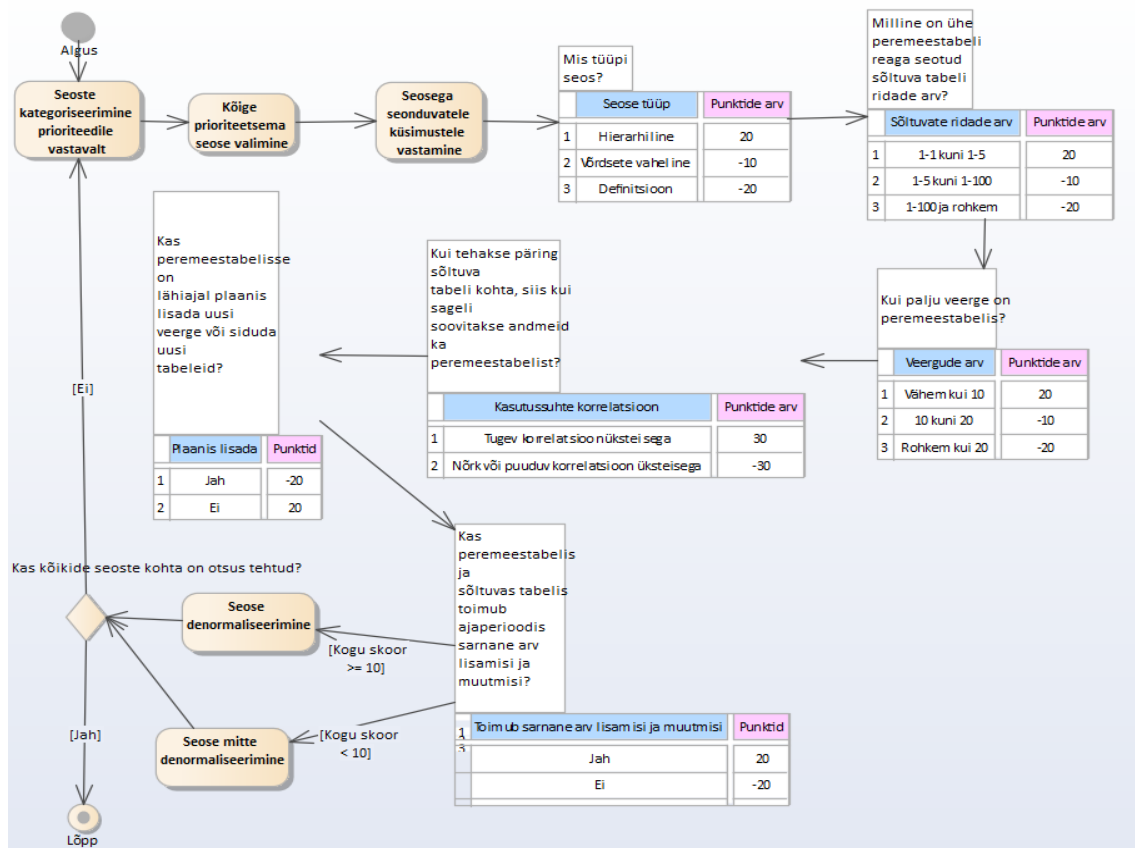 Algus
Seoste
kategoriseerimine
prioriteedile
vastavalt
Kõige
prioriteetsema
seose valimine
Seosega
seonduvatele
küsimustele
vastamine
Mis tüüpi
seos?
Seose tüüp Punktide arv
1 Hierarhiline 20
2 Võrdsete vaheline -10
3 Definitsioon -20
Milline on ühe
peremeestabeli
reaga seotud
sõltuva tabeli
ridade arv?
Sõltuvate ridade arv Punktide arv
1 1-1 kuni 1-5 20
2 1-5 kuni 1-100 -10
3 1-100 ja rohkem -20
Kui palju veerge on
peremeestabelis?
Veergude arv Punktide arv
1 Vähem kui 10 20
2 10 kuni 20 -10
3 Rohkem kui 20 -20
Kui tehakse päring
sõltuva
tabeli kohta, siis kui
sageli
soovitakse andmeid
ka
peremeestabelist?
Kasutussuhte korrelatsioon Punktide arv
1 Tugev korrelatsioon üksteisega 30
2 Nõrk või puuduv korrelatsioon üksteisega -30
Kas
peremeestabelisse
on
lähiajal plaanis
lisada uusi
veerge või siduda
uusi
tabeleid?
Plaanis lisada Punktid
1 Jah -20
2 Ei 20
Kas
peremeestabelis
ja
sõltuvas tabelis
toimub
ajaperioodis
sarnane arv
lisamisi ja
muutmisi?
1 Toimub sarnane arv lisamisi ja muutmisi Punktid
3
Jah 20
Ei -20
[Kogu skoor
>= 10]
[Kogu skoor
< 10]
Seose
denormaliseerimine
Seose mitte
denormaliseerimine
Kas kõikide seoste kohta on otsus tehtud?
[Ei]
[Jah]
Lõpp